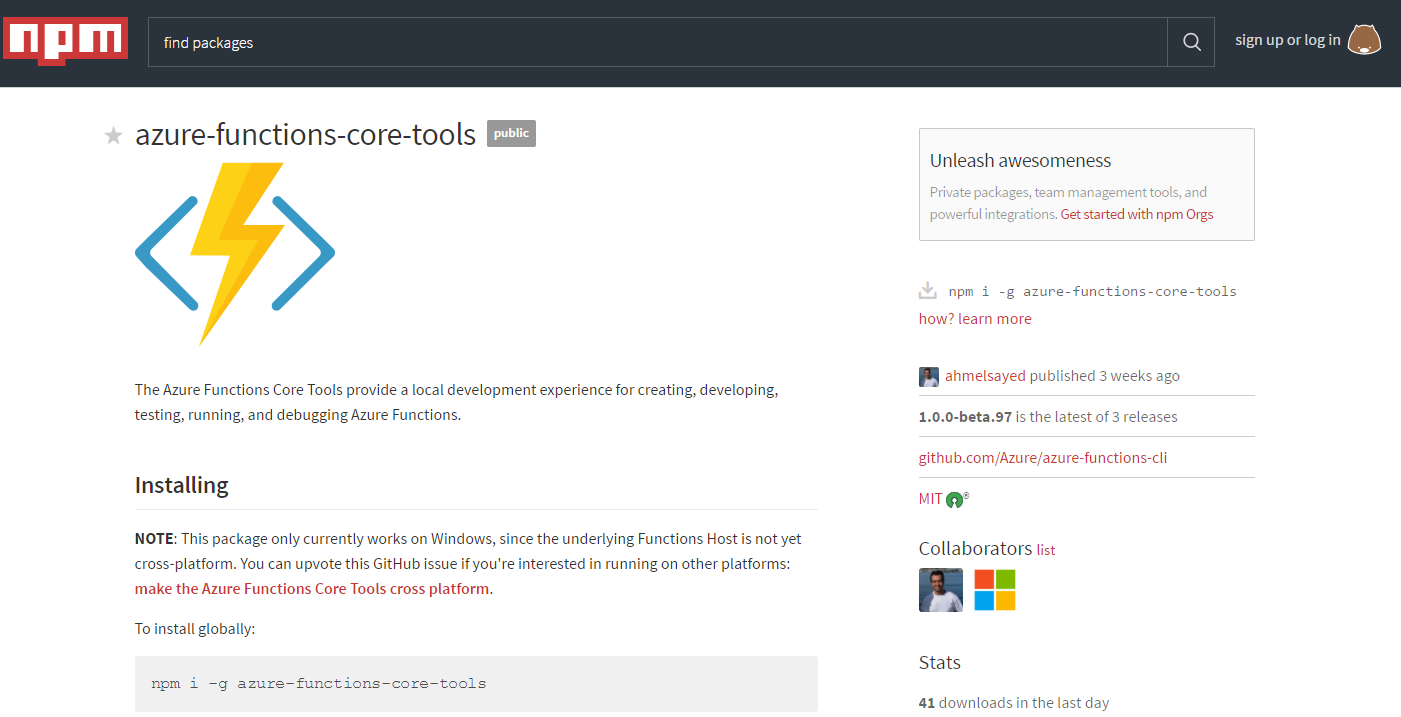 npm
find packages
sign up or log in
azure-functions-core-tools public
The Azure Functions Core Tools provide a local development experience for creating, developing,
testing, running, and debugging Azure Functions.
Installing
NOTE: This package only currently works on Windows, since the underlying Functions Host is not yet
cross-platform. You can upvote this GitHub issue if you're interested in running on other platforms:
make the Azure Functions Core Tools cross platform.
To install globally:
npm i -g azure-functions-core-tools
Unleash awesomeness
Private packages, team management tools, and
powerful integrations. Get started with npm Orgs
npm i -g azure-functions-core-tools
how? learn more
ahmelsayed published 3 weeks ago
1.0.0-beta.97 is the latest of 3 releases
github.com/Azure/azure-functions-cli
MIT ®
Collaborators list
Stats
41 downloads in the last day